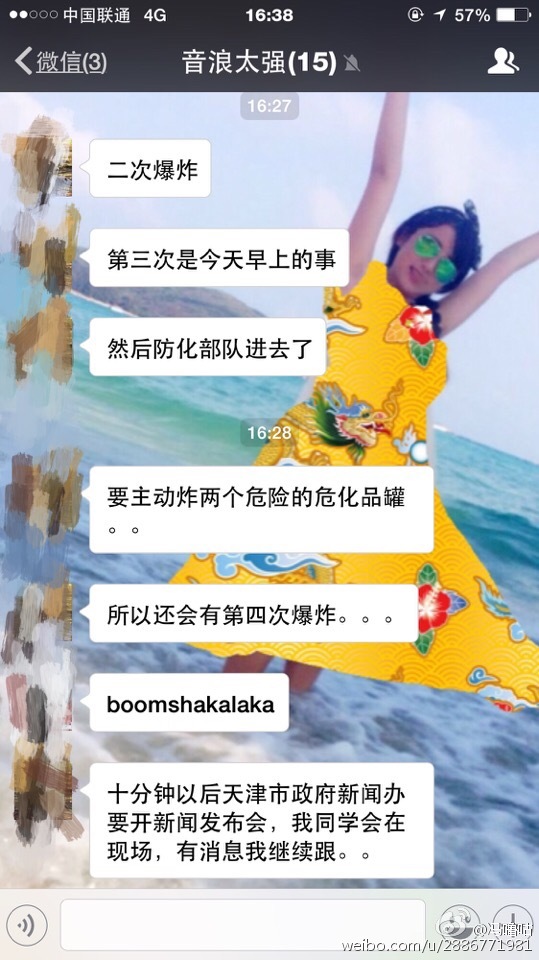 中国联通 4G 16:38 57%
微信(3) 音浪太强(15)
16:27
二次爆炸
第三次是今天早上的事
然后防化部队进去了
16:28
要主动炸两个危险的危化品罐
。。
所以还会有第四次爆炸。。。
boomshakalaka
十分钟以后天津市政府新闻办
要开新闻发布会，我同学会在
现场，有消息我继续跟。。
weibo.com/u/2886771981